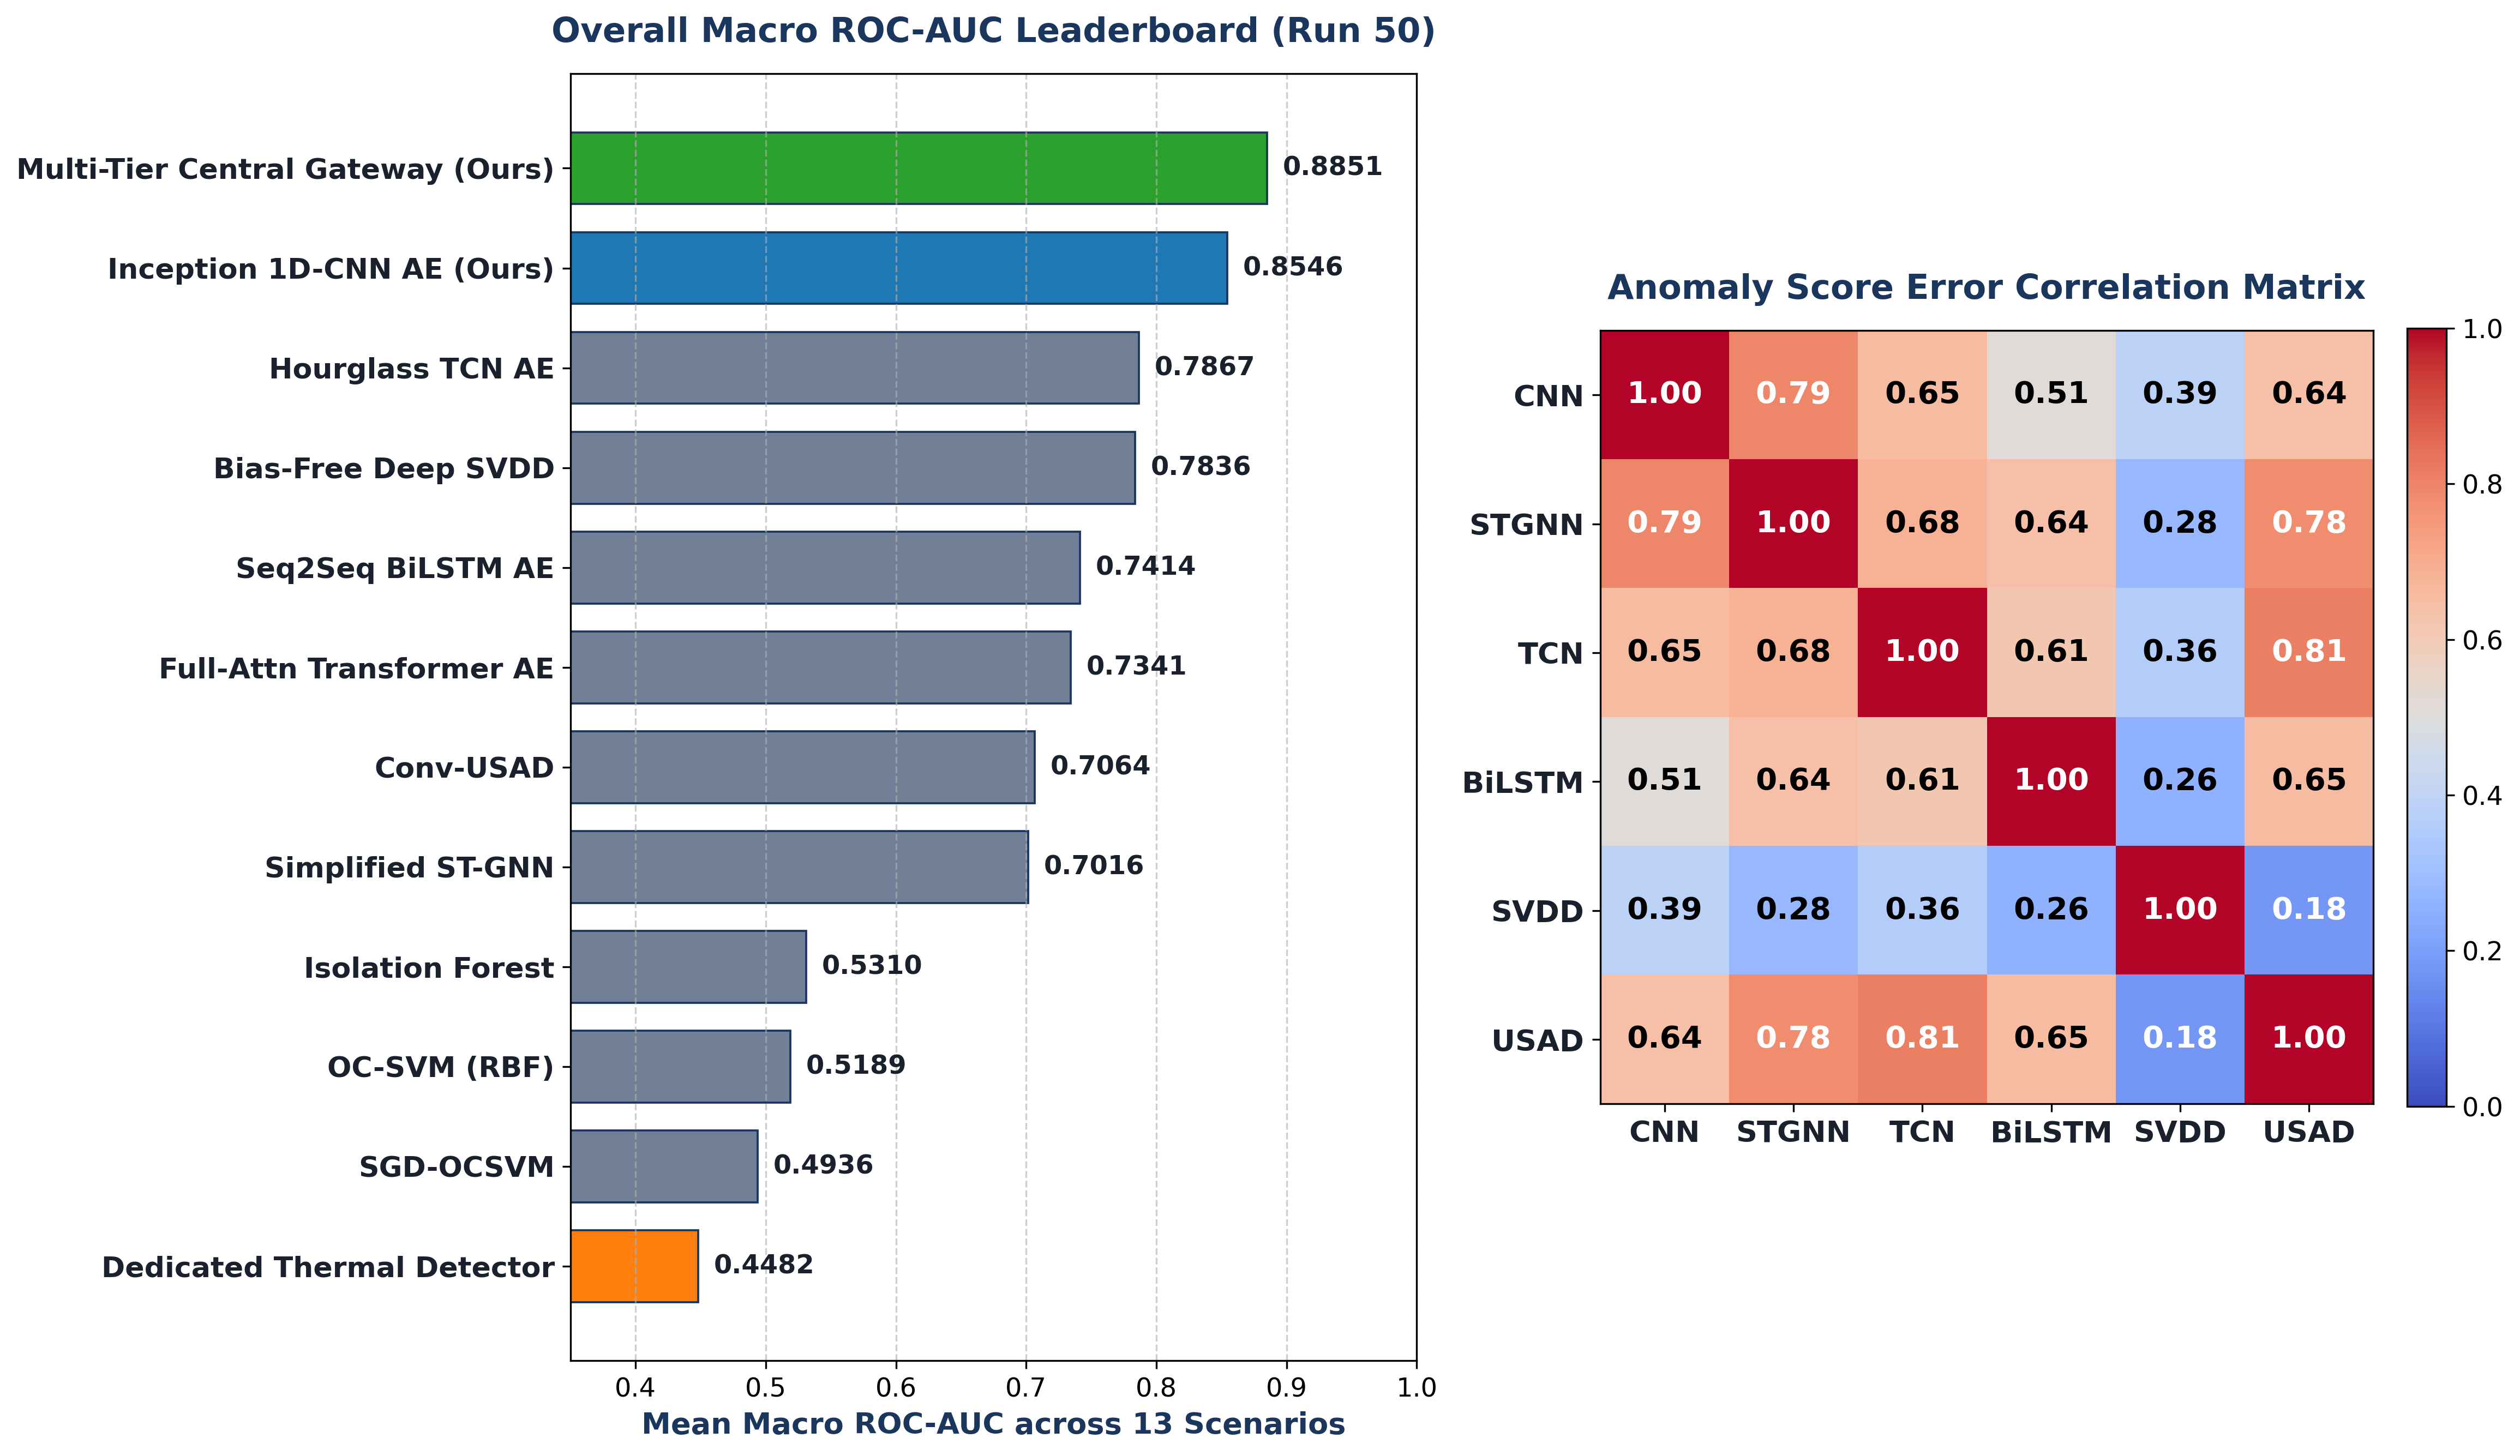 Overall Macro ROC-AUC Leaderboard (Run 50)
Multi-Tier Central Gateway (Ours) 0.8851
Inception 1D-CNN AE (Ours) 0.8546
Hourglass TCN AE 0.7867
Bias-Free Deep SVDD 0.7836
Seq2Seq BiLSTM AE 0.7414
Full-Attn Transformer AE 0.7341
Conv-USAD 0.7064
Simplified ST-GNN 0.7016
Isolation Forest 0.5310
OC-SVM (RBF) 0.5189
SGD-OCSVM 0.4936
Dedicated Thermal Detector 0.4482
0.4 0.5 0.6 0.7 0.8 0.9 1.0
Mean Macro ROC-AUC across 13 Scenarios
Anomaly Score Error Correlation Matrix
CNN 1.00 0.79 0.65 0.51 0.39 0.64
STGNN 0.79 1.00 0.68 0.64 0.28 0.78
TCN 0.65 0.68 1.00 0.61 0.36 0.81
BiLSTM 0.51 0.64 0.61 1.00 0.26 0.65
SVDD 0.39 0.28 0.36 0.26 1.00 0.18
USAD 0.64 0.78 0.81 0.65 0.18 1.00
CNN STGNN TCN BiLSTM SVDD USAD
1.0
0.8
0.6
0.4
0.2
0.0